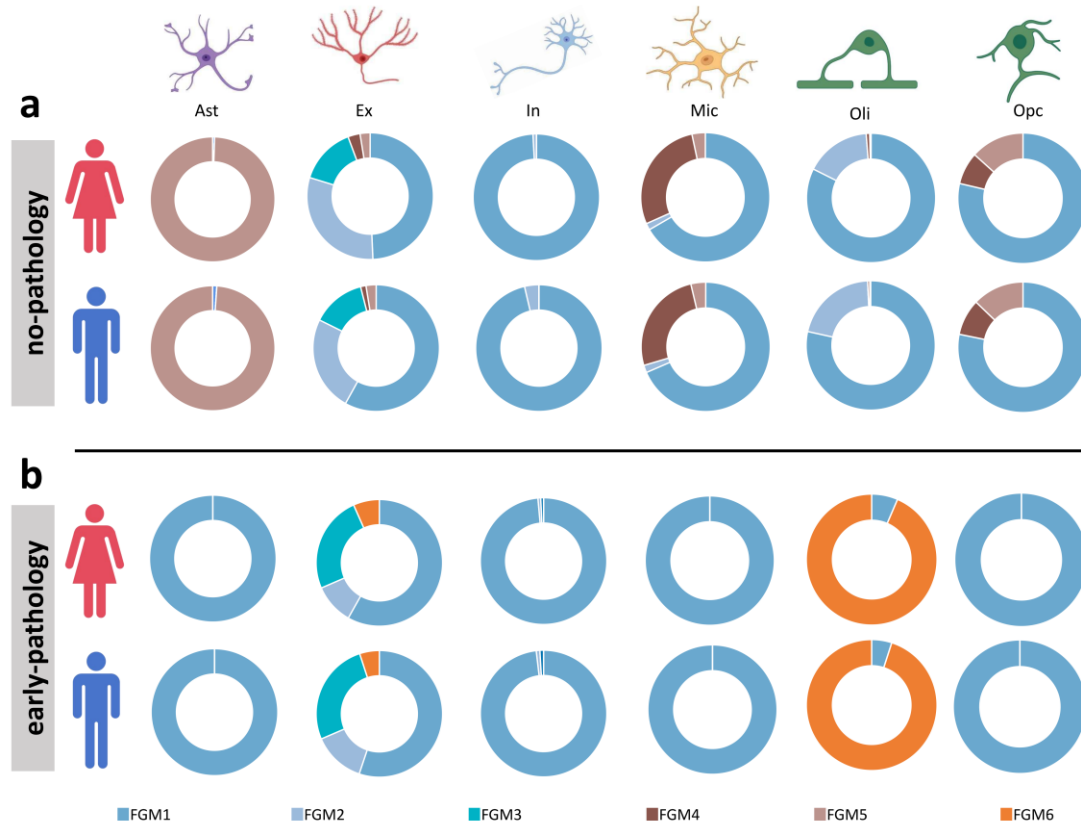 a
Ast Ex In Mic Oli Opc
no-pathology
b
early-pathology
FGM1 FGM2 FGM3 FGM4 FGM5 FGM6